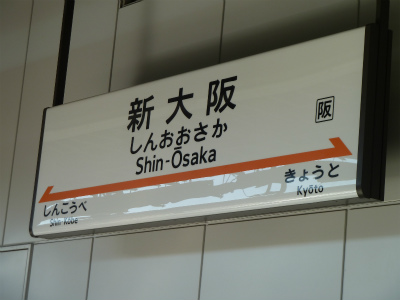 新大阪
阪
しんおおさか
Shin-Ōsaka
しんこうべ
Shin-Kōbe
きょうと
Kyōto